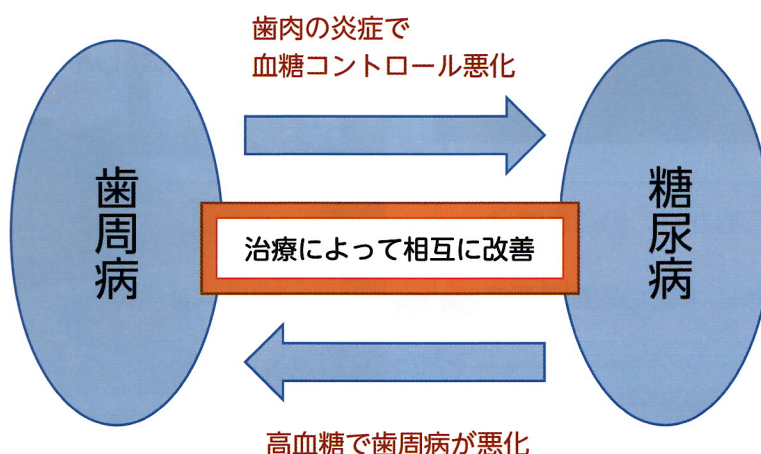 歯肉の炎症で
血糖コントロール悪化
歯周病
糖尿病
治療によって相互に改善
高血糖で歯周病が悪化